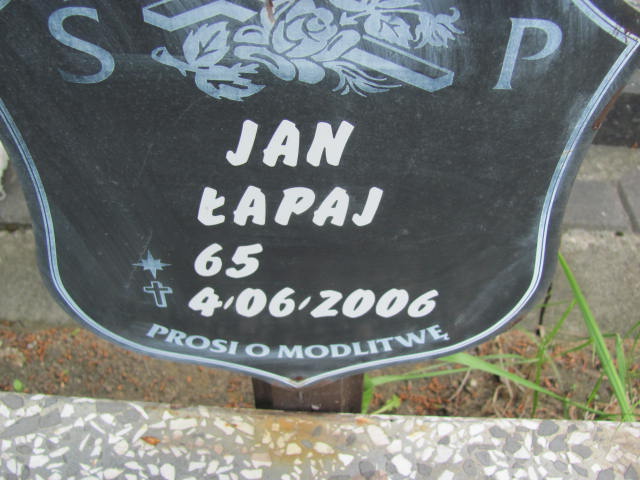 Ś P
JAN
ŁAPAJ
65
4,06,2006
PROSI O MODLITWĘ